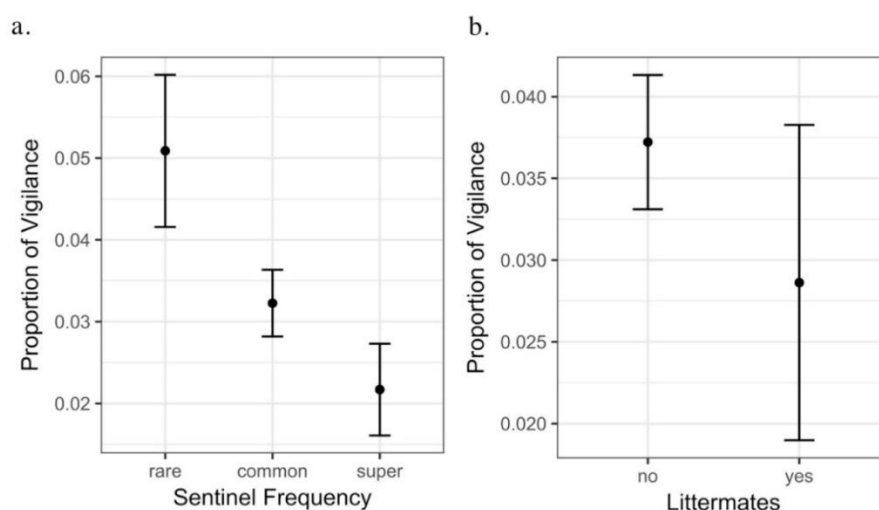 a.
0.06
0.05
0.04
0.03
0.02
Proportion of Vigilance
rare common super
Sentinel Frequency
b.
0.040
0.035
0.030
0.025
0.020
Proportion of Vigilance
no yes
Littermates